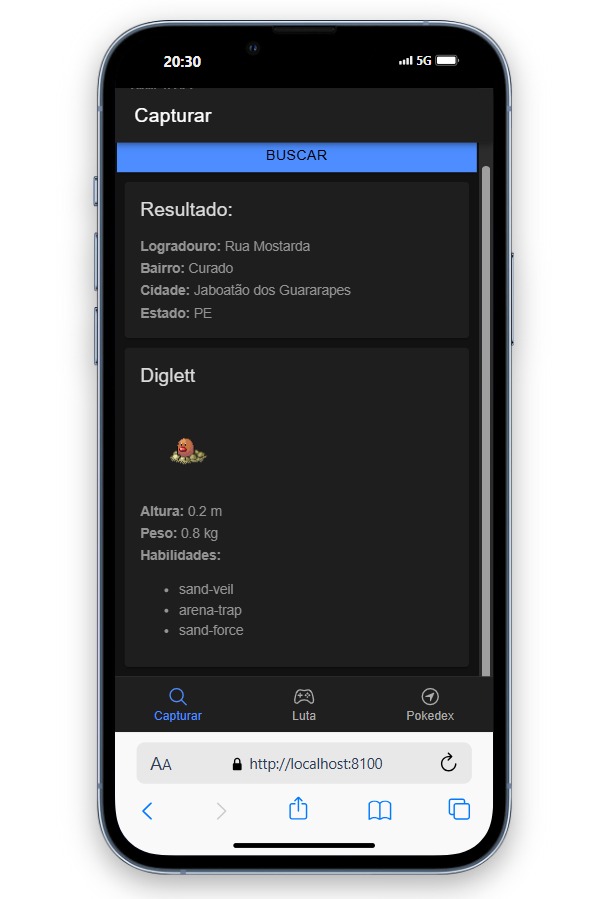 20:30
5G
Capturar
BUSCAR
Resultado:
Logradouro: Rua Mostarda
Bairro: Curado
Cidade: Jaboatão dos Guararapes
Estado: PE
Diglett
Altura: 0.2 m
Peso: 0.8 kg
Habilidades:
• sand-veil
• arena-trap
• sand-force
Capturar
Luta
Pokedex
AA
http://localhost:8100